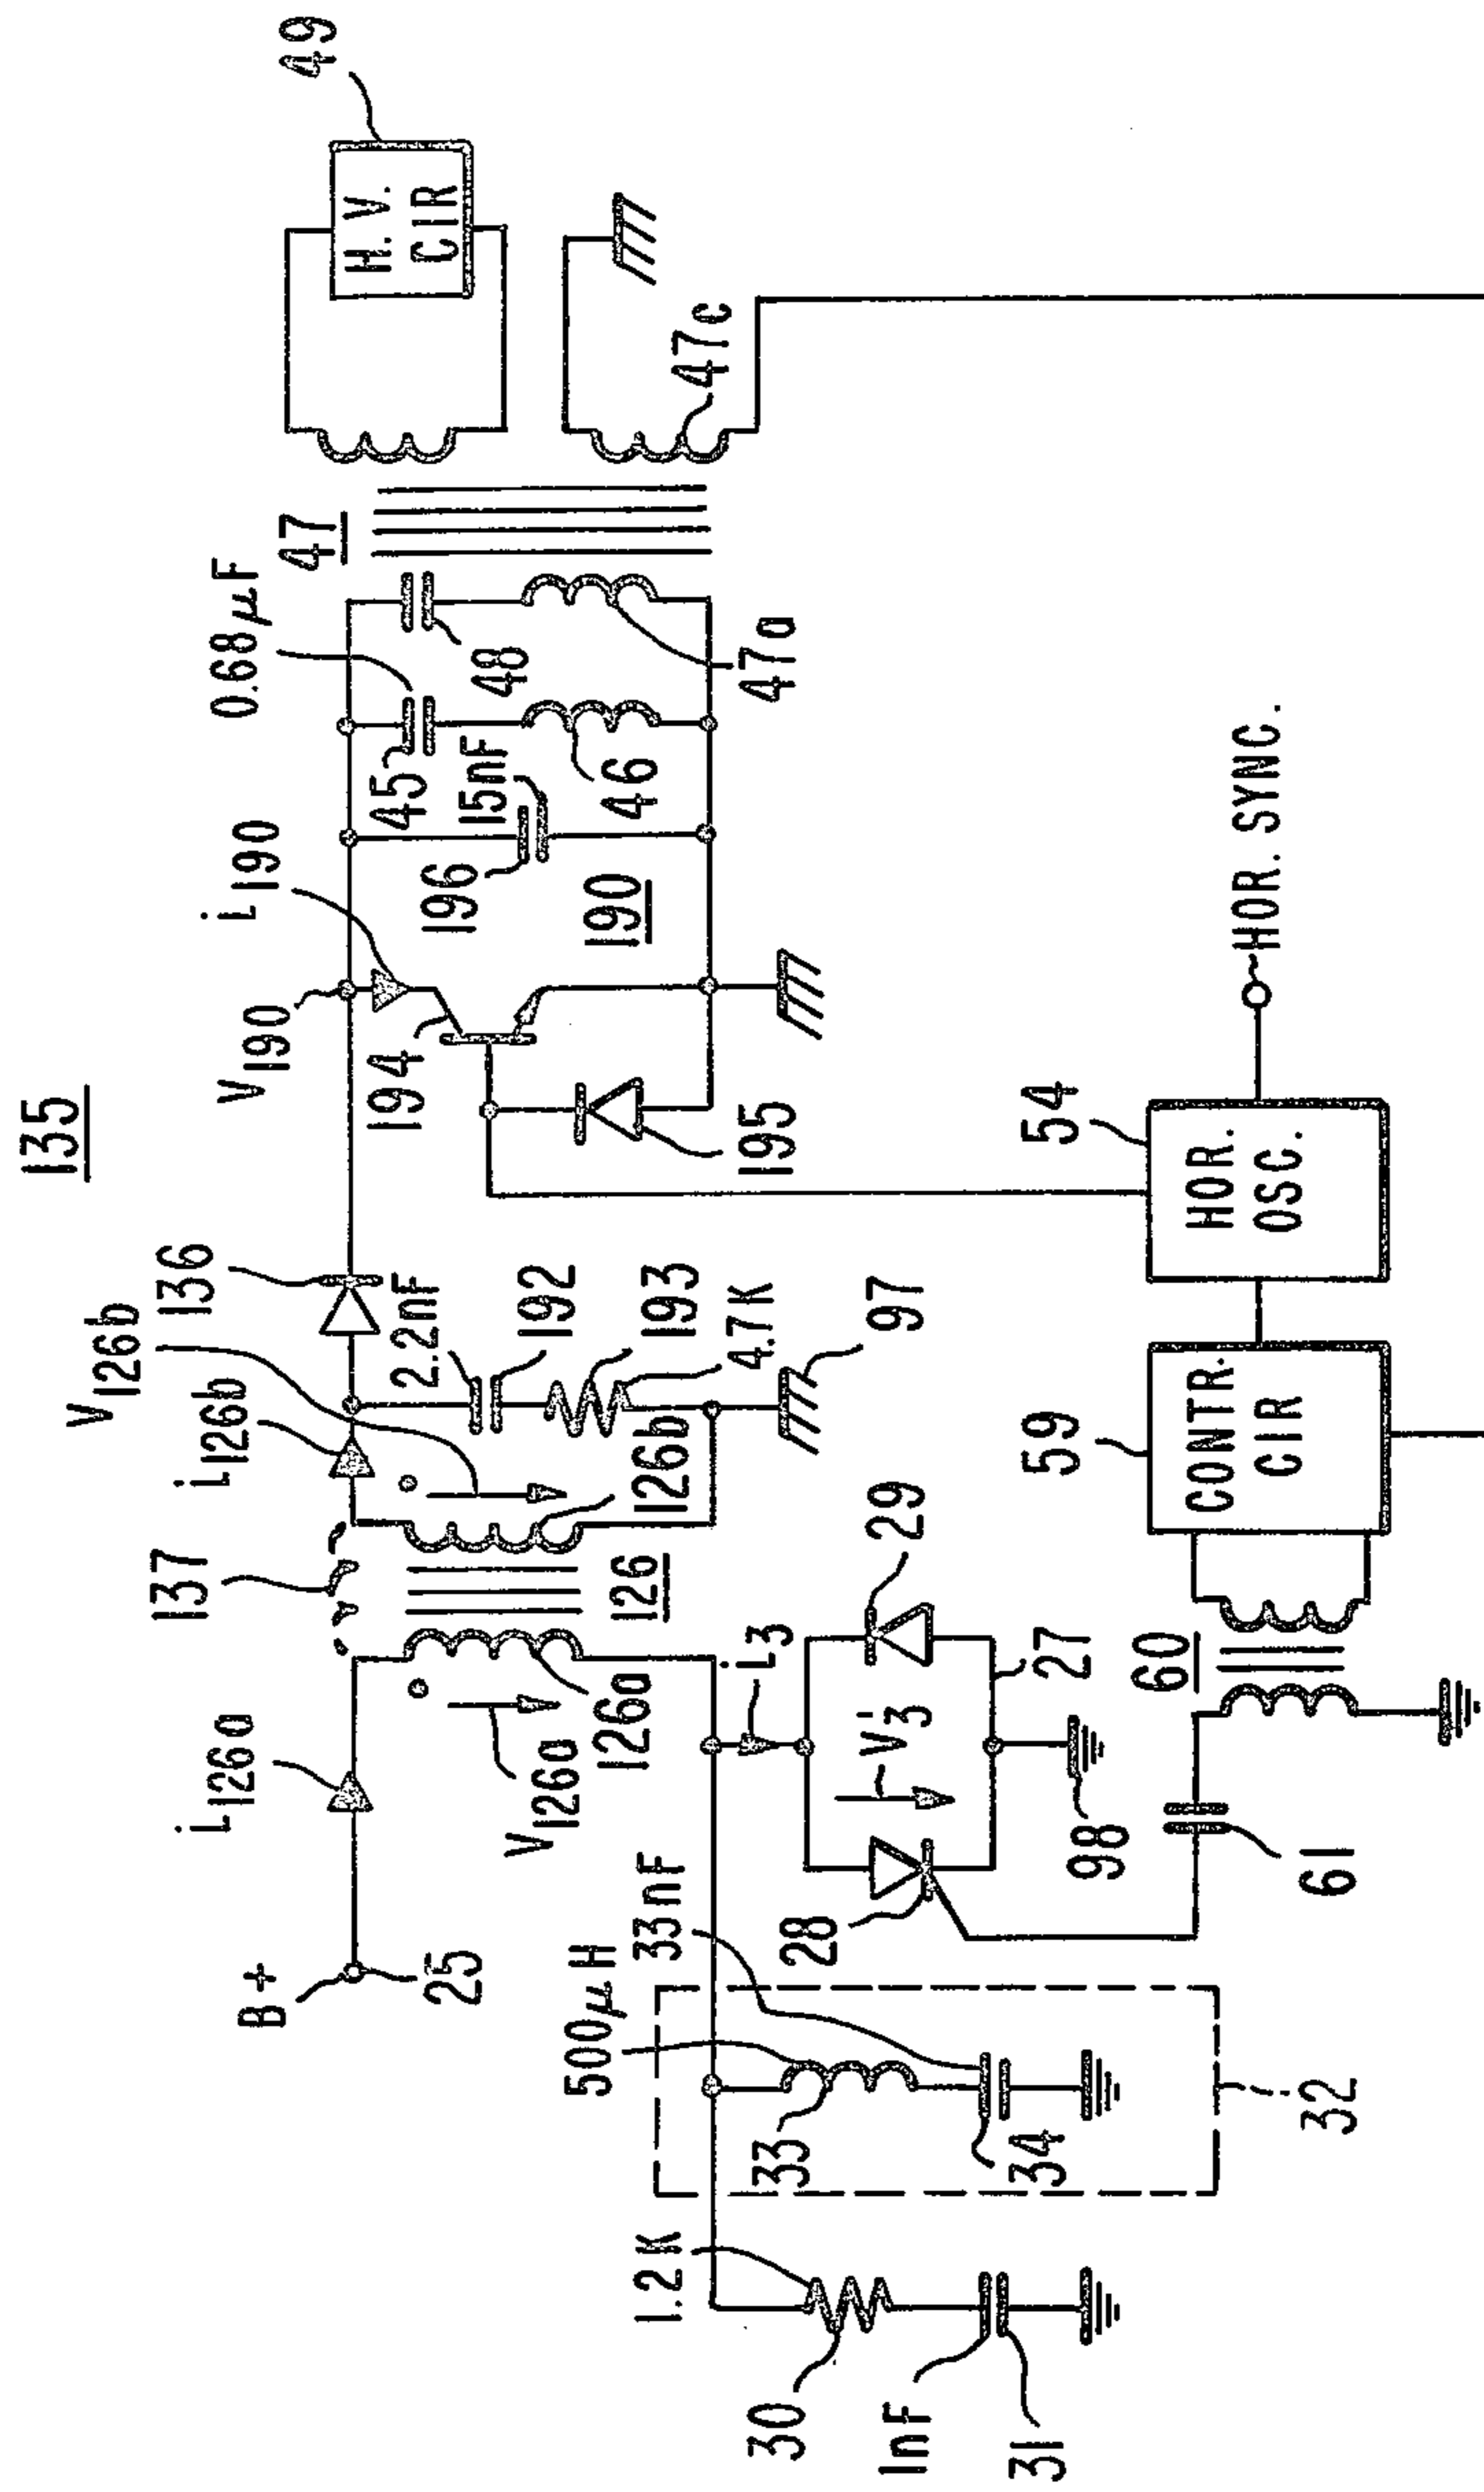 135
B+
25
i126a
V126a
126a
126
137
126b
i126b
V126b
136
2.2nF
192
193
4.7K
97
V190
i190
194
195
196
190
15nF
45
0.68μF
46
48
47a
47
47c
H. V.
CIR
49
1.2K
30
1nF
31
500μH
33
33nF
34
32
i3
V'3
28
29
27
98
61
60
CONTR.
CIR
59
HOR.
OSC.
54
HOR. SYNC.